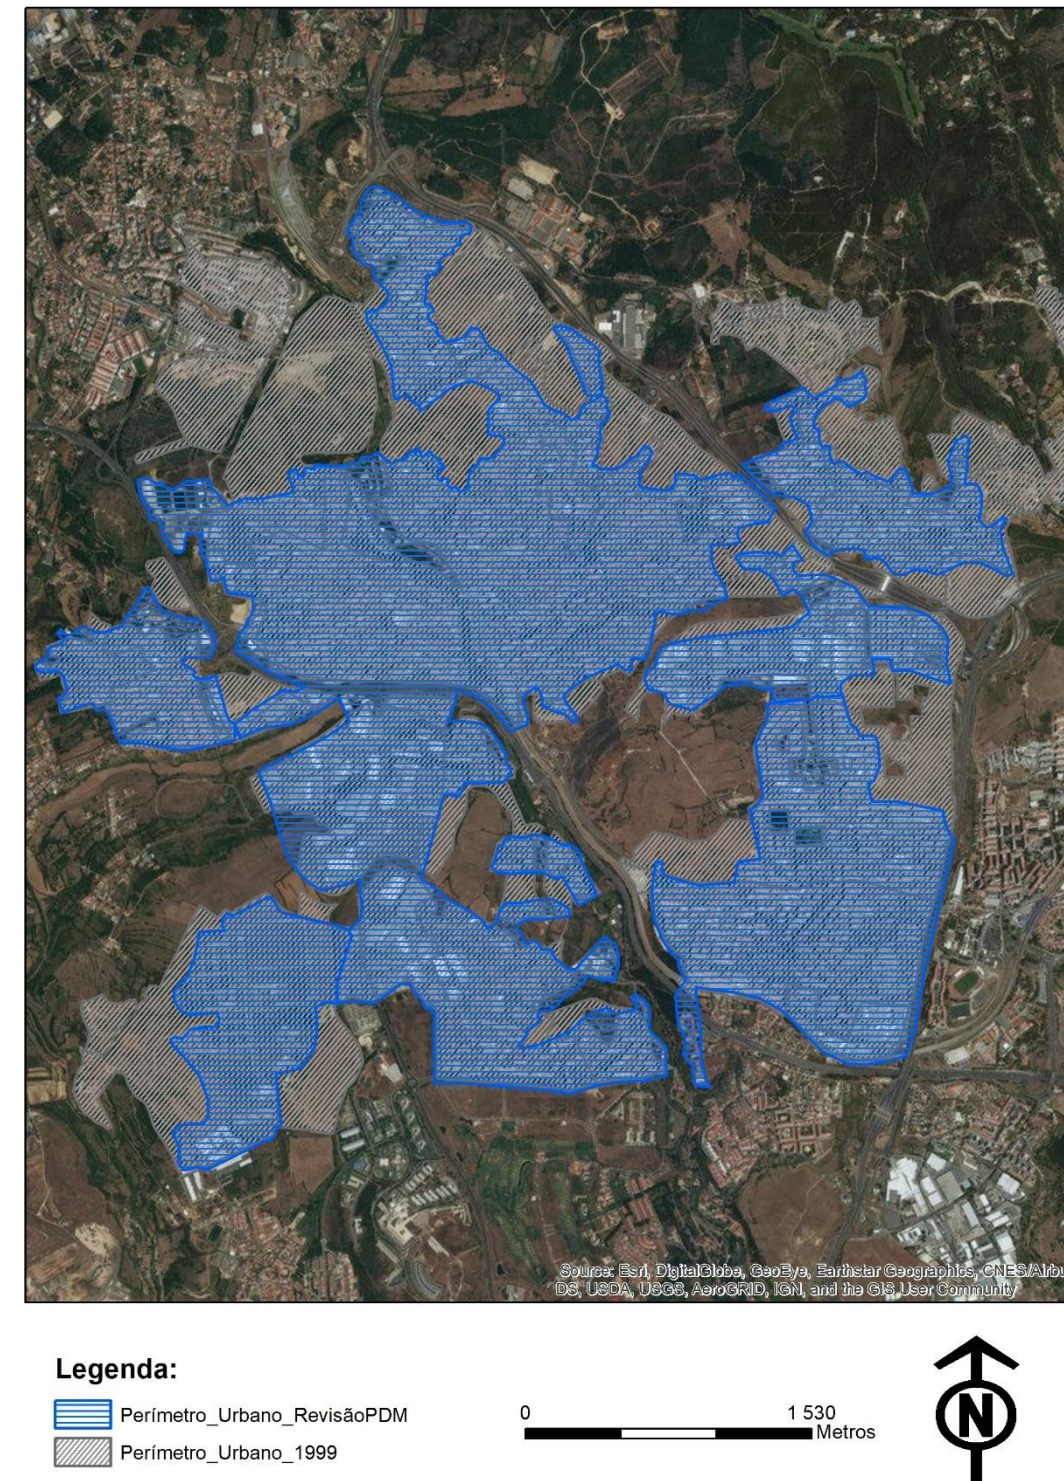 Source: Esri, DigitalGlobe, GeoEye, Earthstar Geographics, CNES/Airbu
DS, USDA, USGS, AeroGRID, IGN, and the GIS User Community
Legenda:
Perímetro_Urbano_RevisãoPDM
Perímetro_Urbano_1999
0 1 530
Metros
N